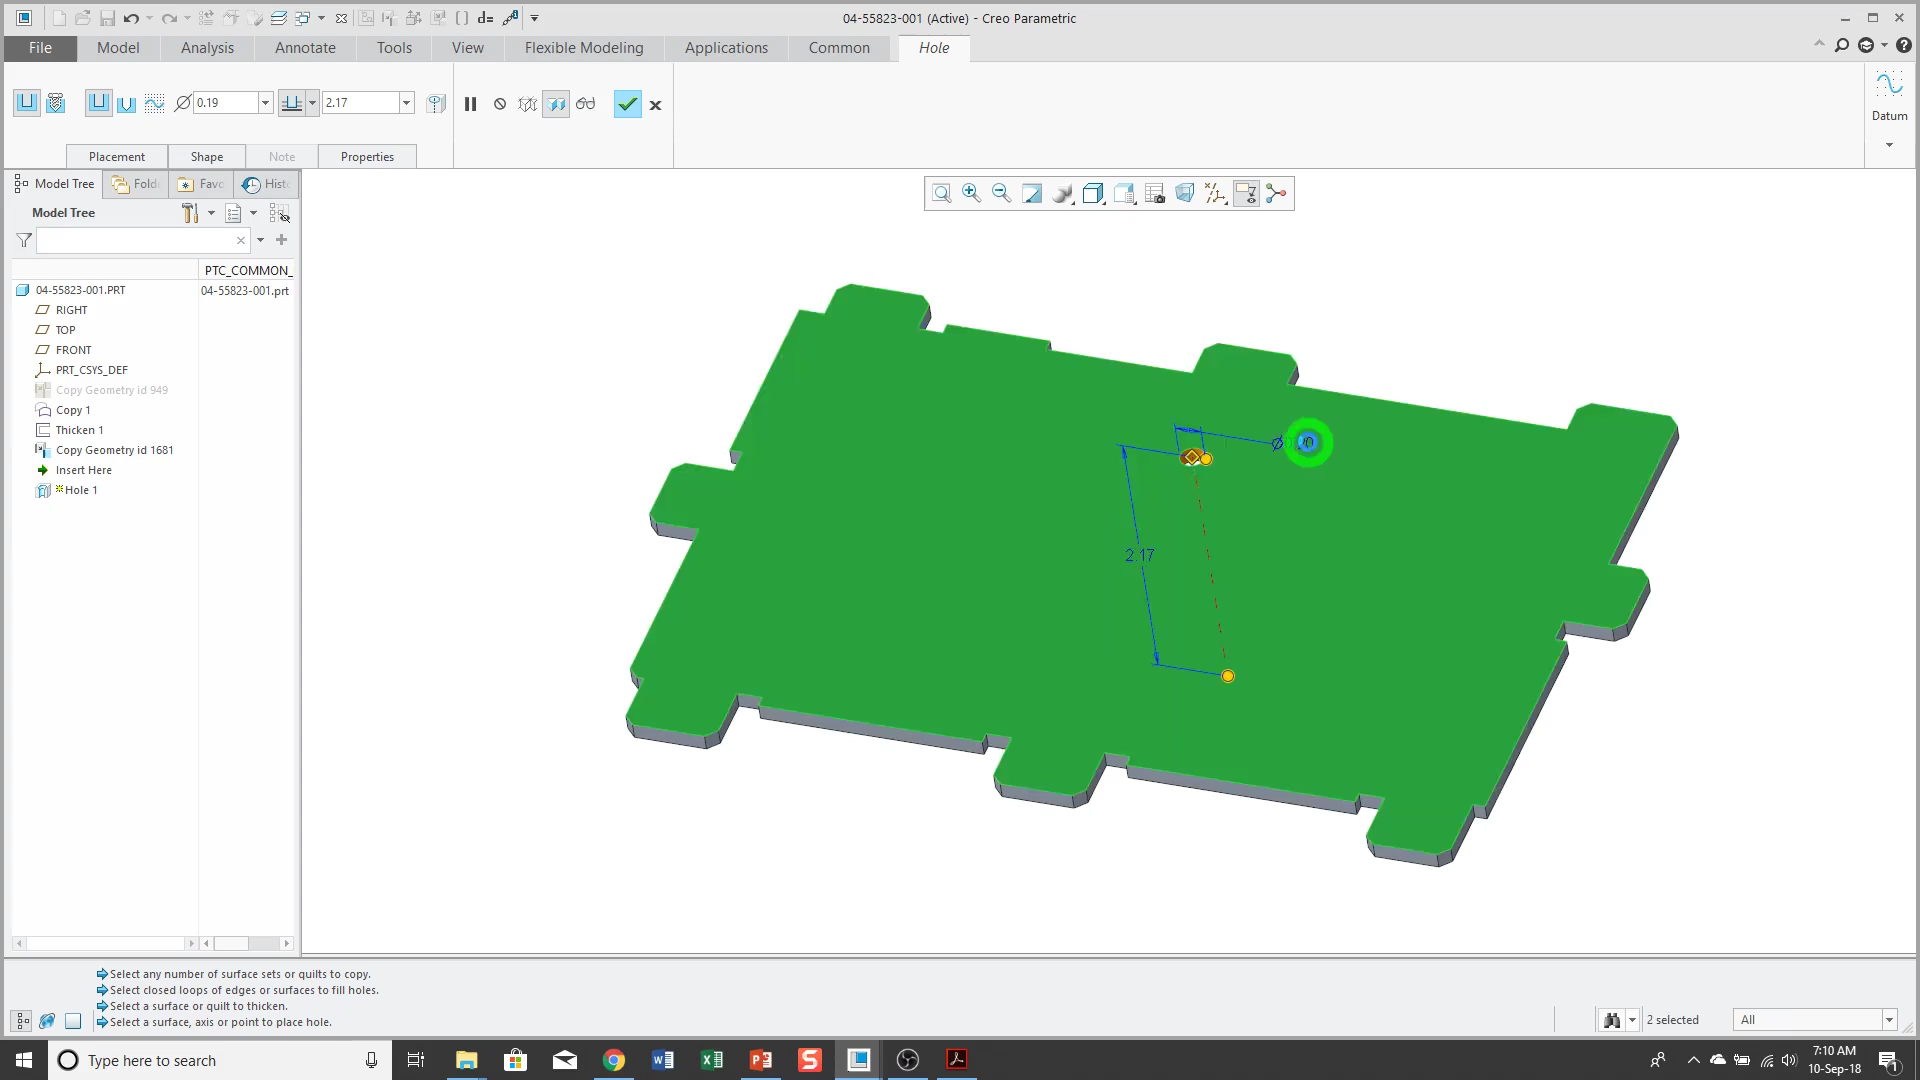 04-55823-001 (Active) - Creo Parametric
File Model Analysis Annotate Tools View Flexible Modeling Applications Common Hole
0.19 2.17
Datum
Placement Shape Note Properties
Model Tree Fold Favo Histo
Model Tree
PTC_COMMON_
04-55823-001.PRT 04-55823-001.prt
RIGHT
TOP
FRONT
PRT_CSYS_DEF
Copy Geometry id 949
Copy 1
Thicken 1
Copy Geometry id 1681
Insert Here
Hole 1
2.17
Select any number of surface sets or quilts to copy.
Select closed loops of edges or surfaces to fill holes.
Select a surface or quilt to thicken.
Select a surface, axis or point to place hole.
2 selected All
Type here to search
7:10 AM
10-Sep-18
1